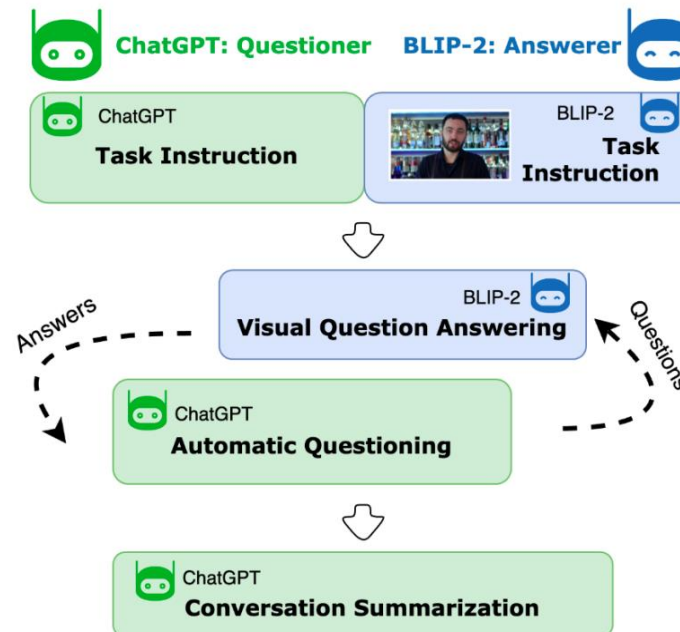 ChatGPT: Questioner
BLIP-2: Answerer
ChatGPT
Task Instruction
BLIP-2
Task
Instruction
BLIP-2
Visual Question Answering
Answers
Questions
ChatGPT
Automatic Questioning
ChatGPT
Conversation Summarization